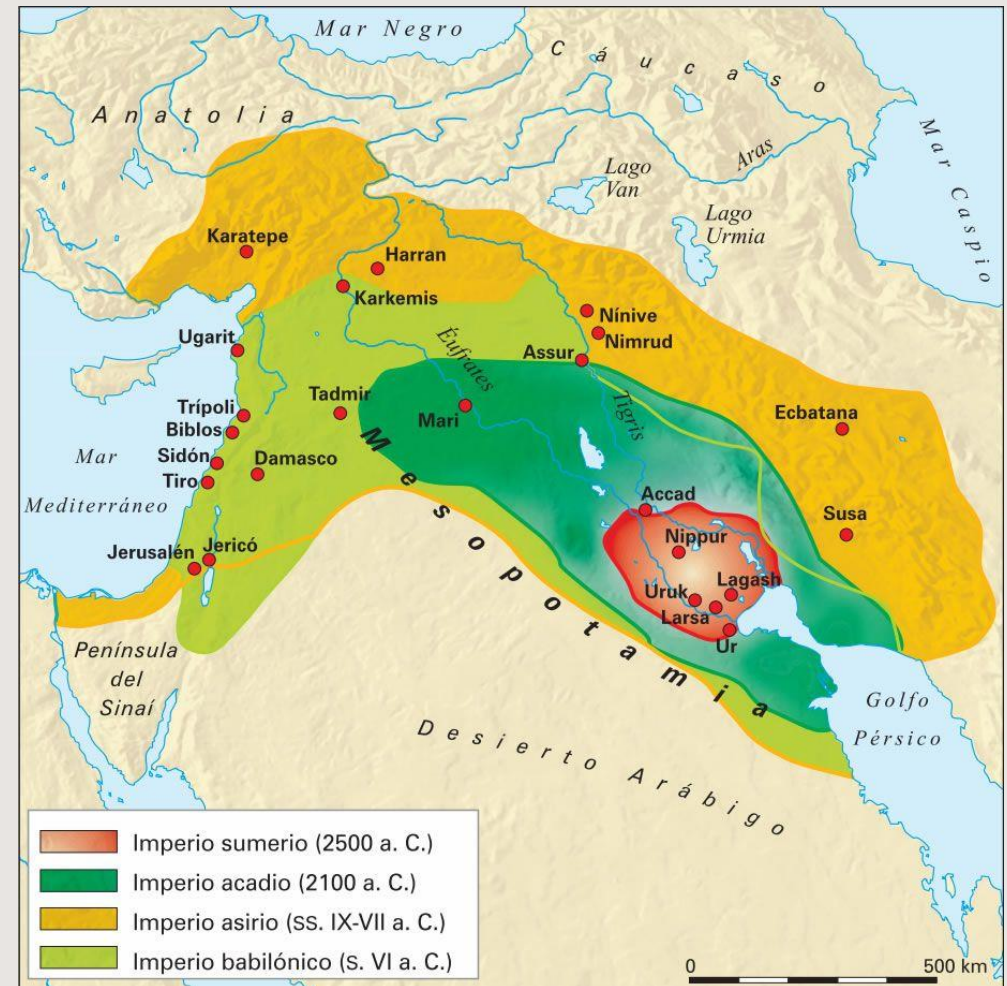 Mar Negro
Cáucaso
Anatolia
Mar Caspio
Aras
Lago
Van
Lago
Urmia
Karatepe
Harran
Karkemis
Nínive
Nimrud
Ugarit
Assur
Éufrates
Tigris
Tadmir
Mari
Ecbatana
Trípoli
Biblos
Mar
Mediterráneo
Sidón
Damasco
Tiro
Mesopotamia
Accad
Susa
Nippur
Jerusalén
Jericó
Uruk
Lagash
Larsa
Ur
Península
del
Sinaí
Golfo
Pérsico
Desierto Arábigo
Imperio sumerio (2500 a. C.)
Imperio acadio (2100 a. C.)
Imperio asirio (SS. IX-VII a. C.)
Imperio babilónico (S. VI a. C.)
0 500 km